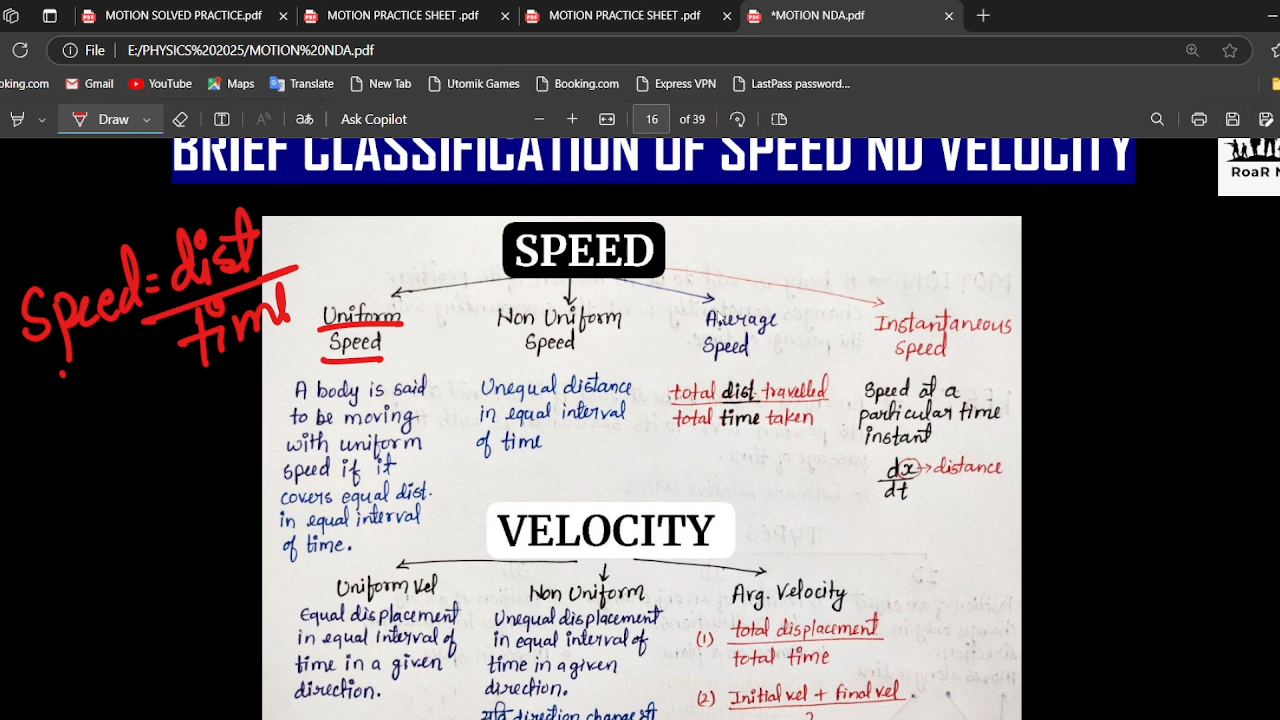 MOTION SOLVED PRACTICE.pdf
MOTION PRACTICE SHEET .pdf
MOTION PRACTICE SHEET .pdf
*MOTION NDA.pdf
File
E:/PHYSICS%202025/MOTION%20NDA.pdf
oking.com
Gmail
YouTube
Maps
Translate
New Tab
Utomik Games
Booking.com
Express VPN
LastPass password...
Draw
Ask Copilot
16 of 39
BRIEF CLASSIFICATION OF SPEED ND VELOCITY
RoaR N
Speed = dist
time
SPEED
Uniform
Speed
A body is said
to be moving
with uniform
speed if it
covers equal dist.
in equal interval
of time.
Non Uniform
Speed
Unequal distance
in equal interval
of time
Average
Speed
total dist travelled
total time taken
Instantaneous
Speed
Speed at a
particular time
instant
dx → distance
dt
VELOCITY
Uniform Vel
Equal displacement
in equal interval of
time in a given
direction.
Non Uniform
Unequal displacement
in equal interval of
time in a given
direction.
यदि direction change भी
Avg. Velocity
(1) total displacement
total time
(2) Initial vel + final vel